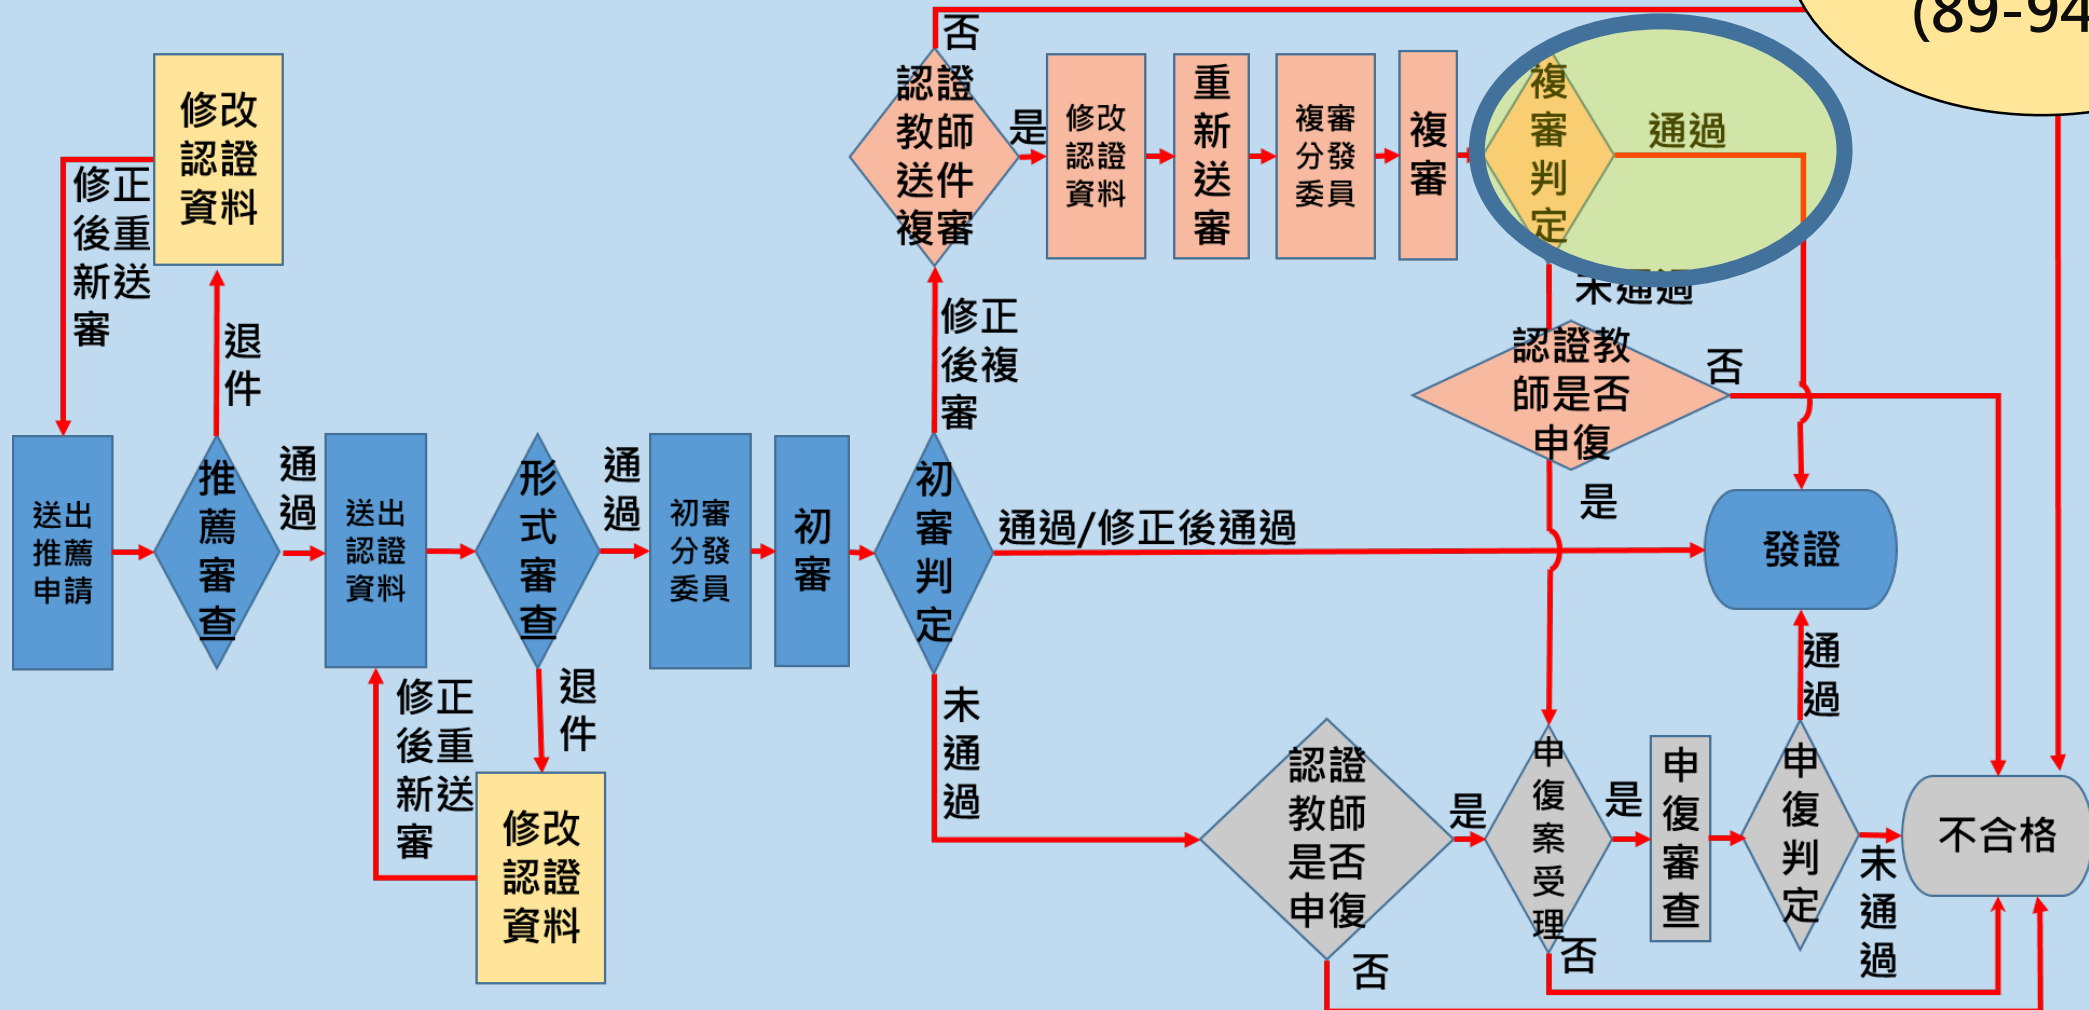 (89-94
否
修改
認證
資料
認證
教師
送件
複審
是
修改
認證
資料
重
新
送
審
複審
分發
委員
複
審
複
審
判
定
通過
未通過
修正
後重
新送
審
退
件
修正
後複
審
認證教
師是否
申復
否
是
送出
推薦
申請
推
薦
審
查
通
過
送出
認證
資料
形
式
審
查
通
過
初審
分發
委員
初
審
初
審
判
定
通過/修正後通過
發證
修正
後重
新送
審
退
件
修改
認證
資料
未
通
過
認證
教師
是否
申復
是
否
申
復
案
受
理
是
否
申
復
審
查
申
復
判
定
通
過
未
通
過
不合格